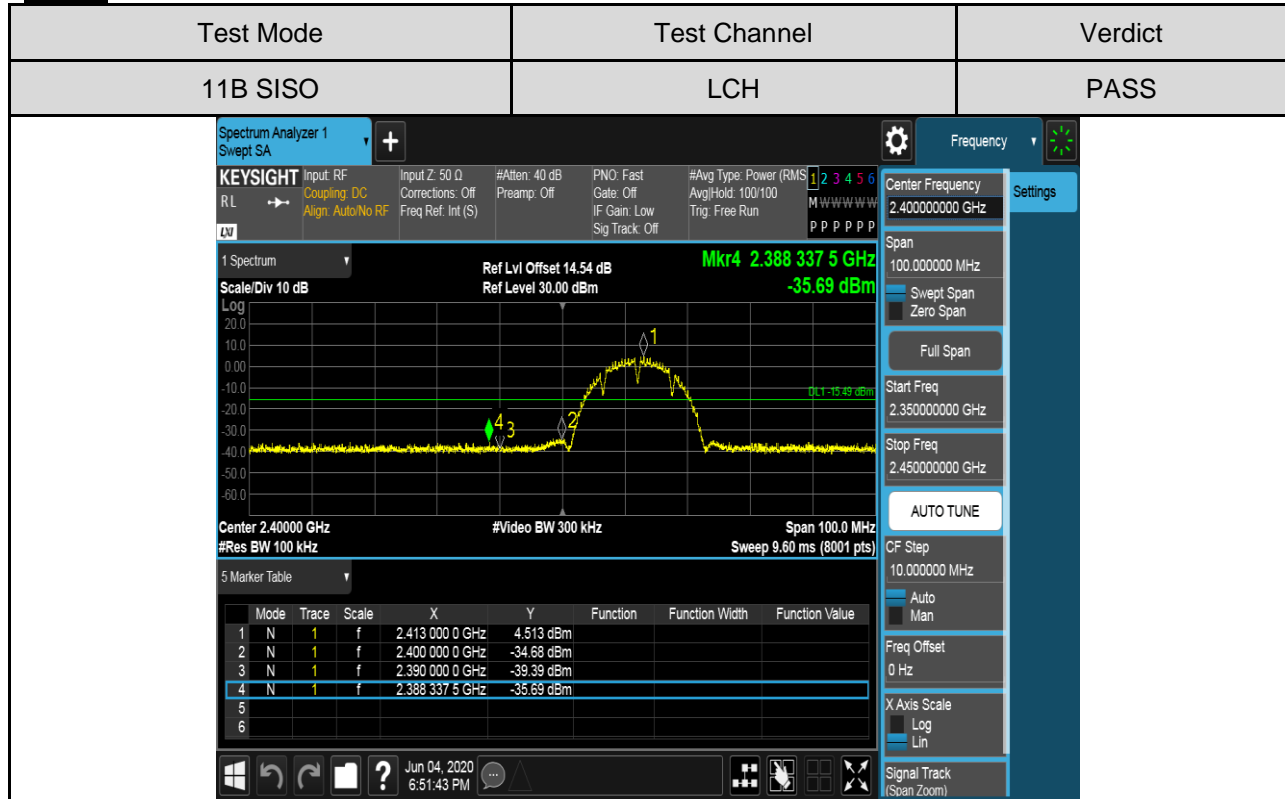 Test Mode Test Channel Verdict
11B SISO LCH PASS
Spectrum Analyzer 1
Swept SA
+
Frequency
KEYSIGHT Input: RF Input Z: 50 Ω #Atten: 40 dB PNO: Fast #Avg Type: Power (RMS 1 2 3 4 5 6
RL Coupling: DC Corrections: Off Preamp: Off Gate: Off Avg|Hold: 100/100 M W W W W W
Align: Auto/No RF Freq Ref: Int (S) IF Gain: Low Trig: Free Run
LXI Sig Track: Off P P P P P P
1 Spectrum Ref Lvl Offset 14.54 dB Mkr4 2.388 337 5 GHz
Scale/Div 10 dB Ref Level 30.00 dBm -35.69 dBm
Log
20.0
10.0
0.00
-10.0
-20.0
-30.0
-40.0
-50.0
-60.0
1
DL1 -15.49 dBm
4 3 2
Center 2.40000 GHz #Video BW 300 kHz Span 100.0 MHz
#Res BW 100 kHz Sweep 9.60 ms (8001 pts)
5 Marker Table
Mode Trace Scale X Y Function Function Width Function Value
1 N 1 f 2.413 000 0 GHz 4.513 dBm
2 N 1 f 2.400 000 0 GHz -34.68 dBm
3 N 1 f 2.390 000 0 GHz -39.39 dBm
4 N 1 f 2.388 337 5 GHz -35.69 dBm
5
6
? Jun 04, 2020
6:51:43 PM
Center Frequency
2.400000000 GHz
Settings
Span
100.000000 MHz
Swept Span
Zero Span
Full Span
Start Freq
2.350000000 GHz
Stop Freq
2.450000000 GHz
AUTO TUNE
CF Step
10.000000 MHz
Auto
Man
Freq Offset
0 Hz
X Axis Scale
Log
Lin
Signal Track
(Span Zoom)